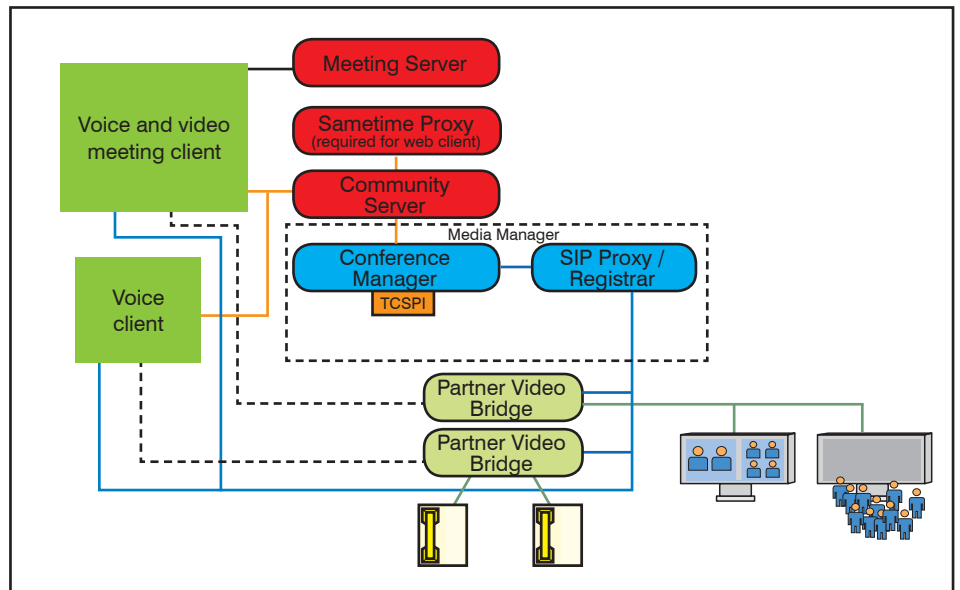 Meeting Server
Voice and video
meeting client
Sametime Proxy
(required for web client)
Community
Server
Media Manager
Conference
Manager
SIP Proxy /
Registrar
TCSPI
Voice
client
Partner Video
Bridge
Partner Video
Bridge